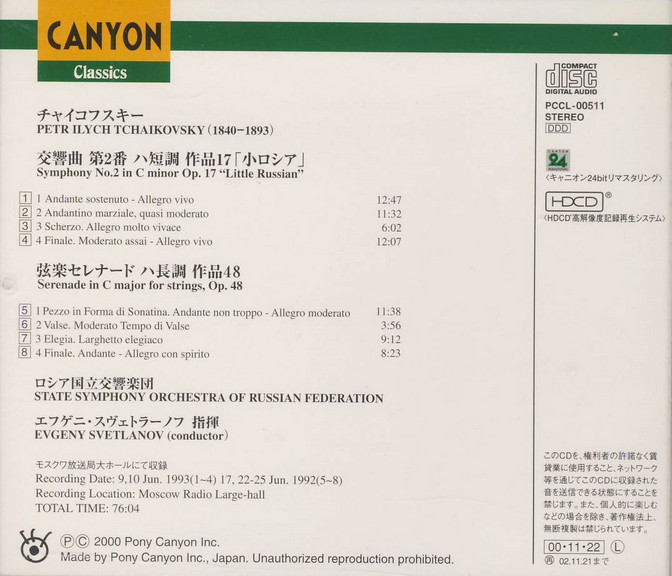 CANYON
Classics
チャイコフスキー
PETR ILYCH TCHAIKOVSKY (1840-1893)
交響曲 第2番 ハ短調 作品17「小ロシア」
Symphony No.2 in C minor Op. 17 “Little Russian”
1 1 Andante sostenuto - Allegro vivo 12:47
2 2 Andantino marziale, quasi moderato 11:32
3 3 Scherzo. Allegro molto vivace 6:02
4 4 Finale. Moderato assai - Allegro vivo 12:07
弦楽セレナード ハ長調 作品48
Serenade in C major for strings, Op. 48
5 1 Pezzo in Forma di Sonatina. Andante non troppo - Allegro moderato 11:38
6 2 Valse. Moderato Tempo di Valse 3:56
7 3 Elegia. Larghetto elegiaco 9:12
8 4 Finale. Andante - Allegro con spirito 8:23
ロシア国立交響楽団
STATE SYMPHONY ORCHESTRA OF RUSSIAN FEDERATION
エフゲニ・スヴェトラーノフ 指揮
EVGENY SVETLANOV (conductor)
モスクワ放送局大ホールにて収録
Recording Date: 9,10 Jun. 1993(1~4) 17, 22-25 Jun. 1992(5~8)
Recording Location: Moscow Radio Large-hall
TOTAL TIME: 76:04
ⓅⒸ 2000 Pony Canyon Inc.
Made by Pony Canyon Inc., Japan. Unauthorized reproduction prohibited.
COMPACT
disc
DIGITAL AUDIO
PCCL-00511
STEREO
DDD
24
〈キャニオン24bitリマスタリング〉
HDCD®
〈HDCD®高解像度記録再生システム〉
このCDを、権利者の許諾なく賃
貸業に使用すること、ネットワーク
等を通じてこのCDに収録された
音を送信できる状態にすることを
禁じます。また、個人的に楽しむ
などの場合を除き、著作権法上、
無断複製は禁じられています。
00・11・22 Ⓛ
㋪ 02.11.21まで